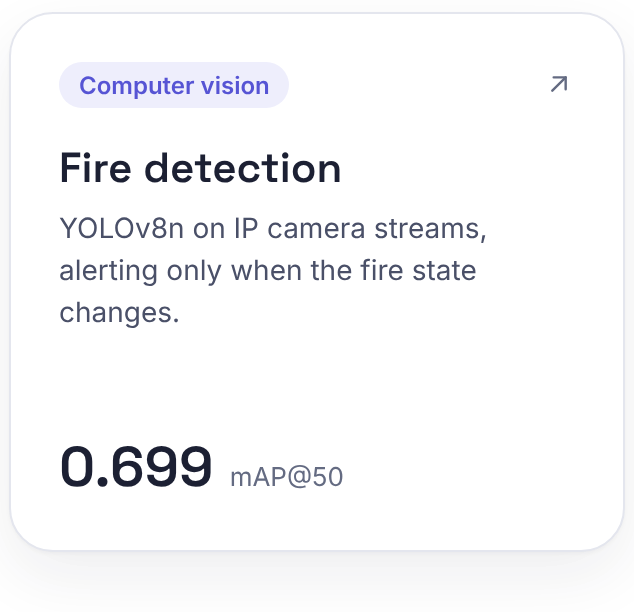 Computer vision
Fire detection
YOLOv8n on IP camera streams,
alerting only when the fire state
changes.
0.699 mAP@50